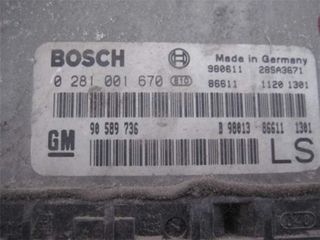 BOSCH Made in Germany
980611 28SA3671
0 281 001 670 B10 86611 1120 1301
GM 90 589 736 D 98013 86611 1301
LS